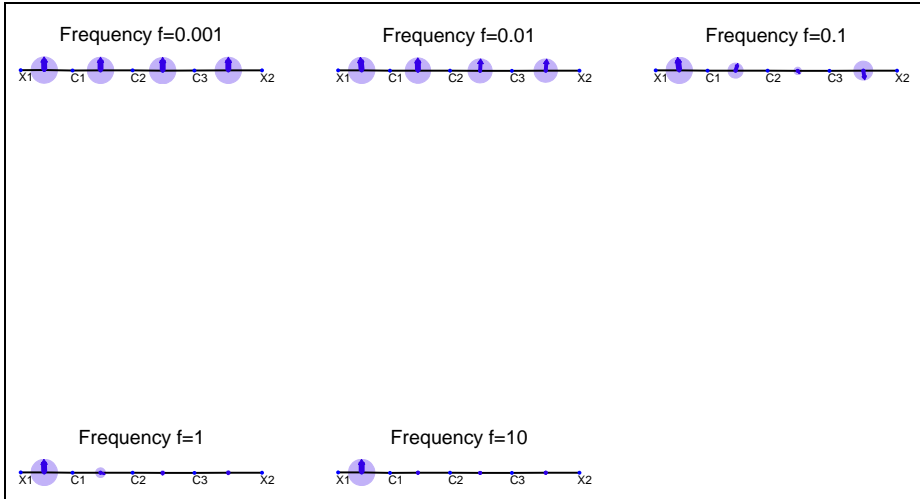 Frequency f=0.001
X1 C1 C2 C3 X2
Frequency f=0.01
X1 C1 C2 C3 X2
Frequency f=0.1
X1 C1 C2 C3 X2
Frequency f=1
X1 C1 C2 C3 X2
Frequency f=10
X1 C1 C2 C3 X2